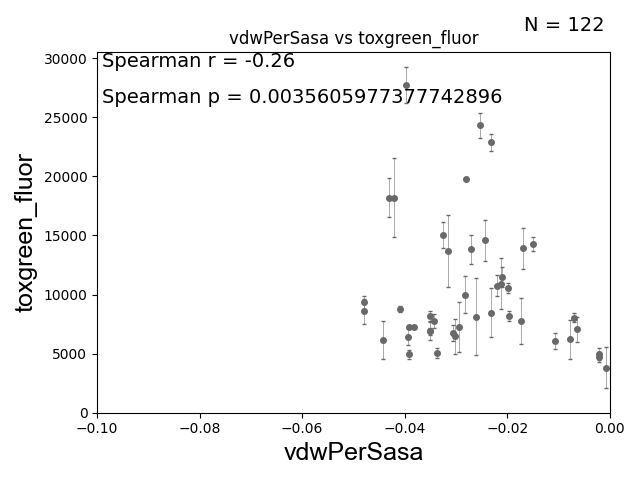 N = 122
vdwPerSasa vs toxgreen_fluor
Spearman r = -0.26
Spearman p = 0.0035605977377742896
30000
25000
20000
15000
10000
5000
0
toxgreen_fluor
−0.10 −0.08 −0.06 −0.04 −0.02 0.00
vdwPerSasa